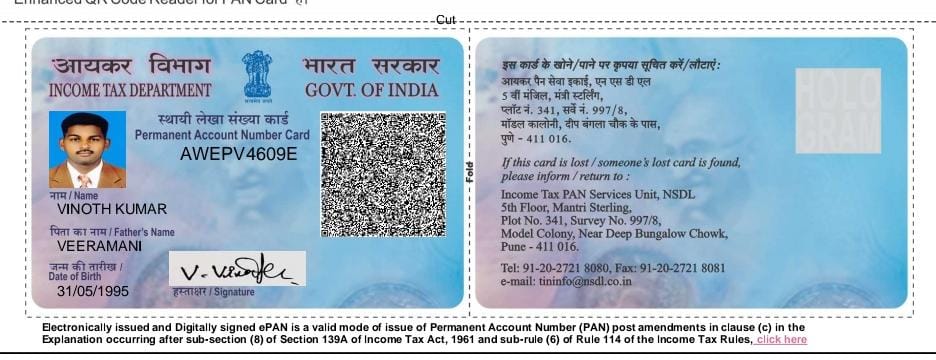 Enhanced QR Code Reader for PAN Card' हैं।
Cut
आयकर विभाग
INCOME TAX DEPARTMENT
सत्यमेव जयते
भारत सरकार
GOVT. OF INDIA
स्थायी लेखा संख्या कार्ड
Permanent Account Number Card
AWEPV4609E
नाम / Name
VINOTH KUMAR
पिता का नाम / Father's Name
VEERAMANI
जन्म की तारीख /
Date of Birth
31/05/1995
हस्ताक्षर / Signature
Fold
इस कार्ड के खोने/पाने पर कृपया सूचित करें/लौटाएं :
आयकर पैन सेवा इकाई, एन एस डी एल
5 वीं मंजिल, मंत्री स्टर्लिंग,
प्लॉट नं. 341, सर्वे नं. 997/8,
मॉडल कालोनी, दीप बंगला चौक के पास,
पुणे - 411 016.
If this card is lost / someone's lost card is found,
please inform / return to :
Income Tax PAN Services Unit, NSDL
5th Floor, Mantri Sterling,
Plot No. 341, Survey No. 997/8,
Model Colony, Near Deep Bungalow Chowk,
Pune - 411 016.
Tel: 91-20-2721 8080, Fax: 91-20-2721 8081
e-mail: tininfo@nsdl.co.in
Electronically issued and Digitally signed ePAN is a valid mode of issue of Permanent Account Number (PAN) post amendments in clause (c) in the
Explanation occurring after sub-section (8) of Section 139A of Income Tax Act, 1961 and sub-rule (6) of Rule 114 of the Income Tax Rules, click here